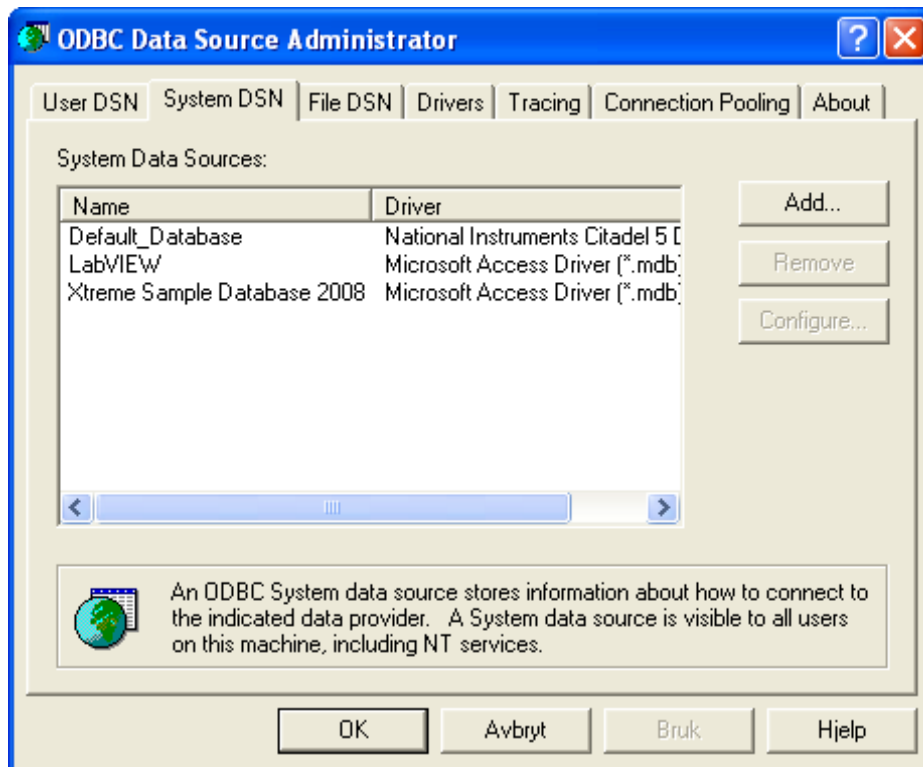 ODBC Data Source Administrator
User DSN System DSN File DSN Drivers Tracing Connection Pooling About
System Data Sources:
Name Driver
Default_Database National Instruments Citadel 5 D
LabVIEW Microsoft Access Driver (*.mdb)
Xtreme Sample Database 2008 Microsoft Access Driver (*.mdb)
Add...
Remove
Configure...
An ODBC System data source stores information about how to connect to
the indicated data provider. A System data source is visible to all users
on this machine, including NT services.
OK Avbryt Bruk Hjelp